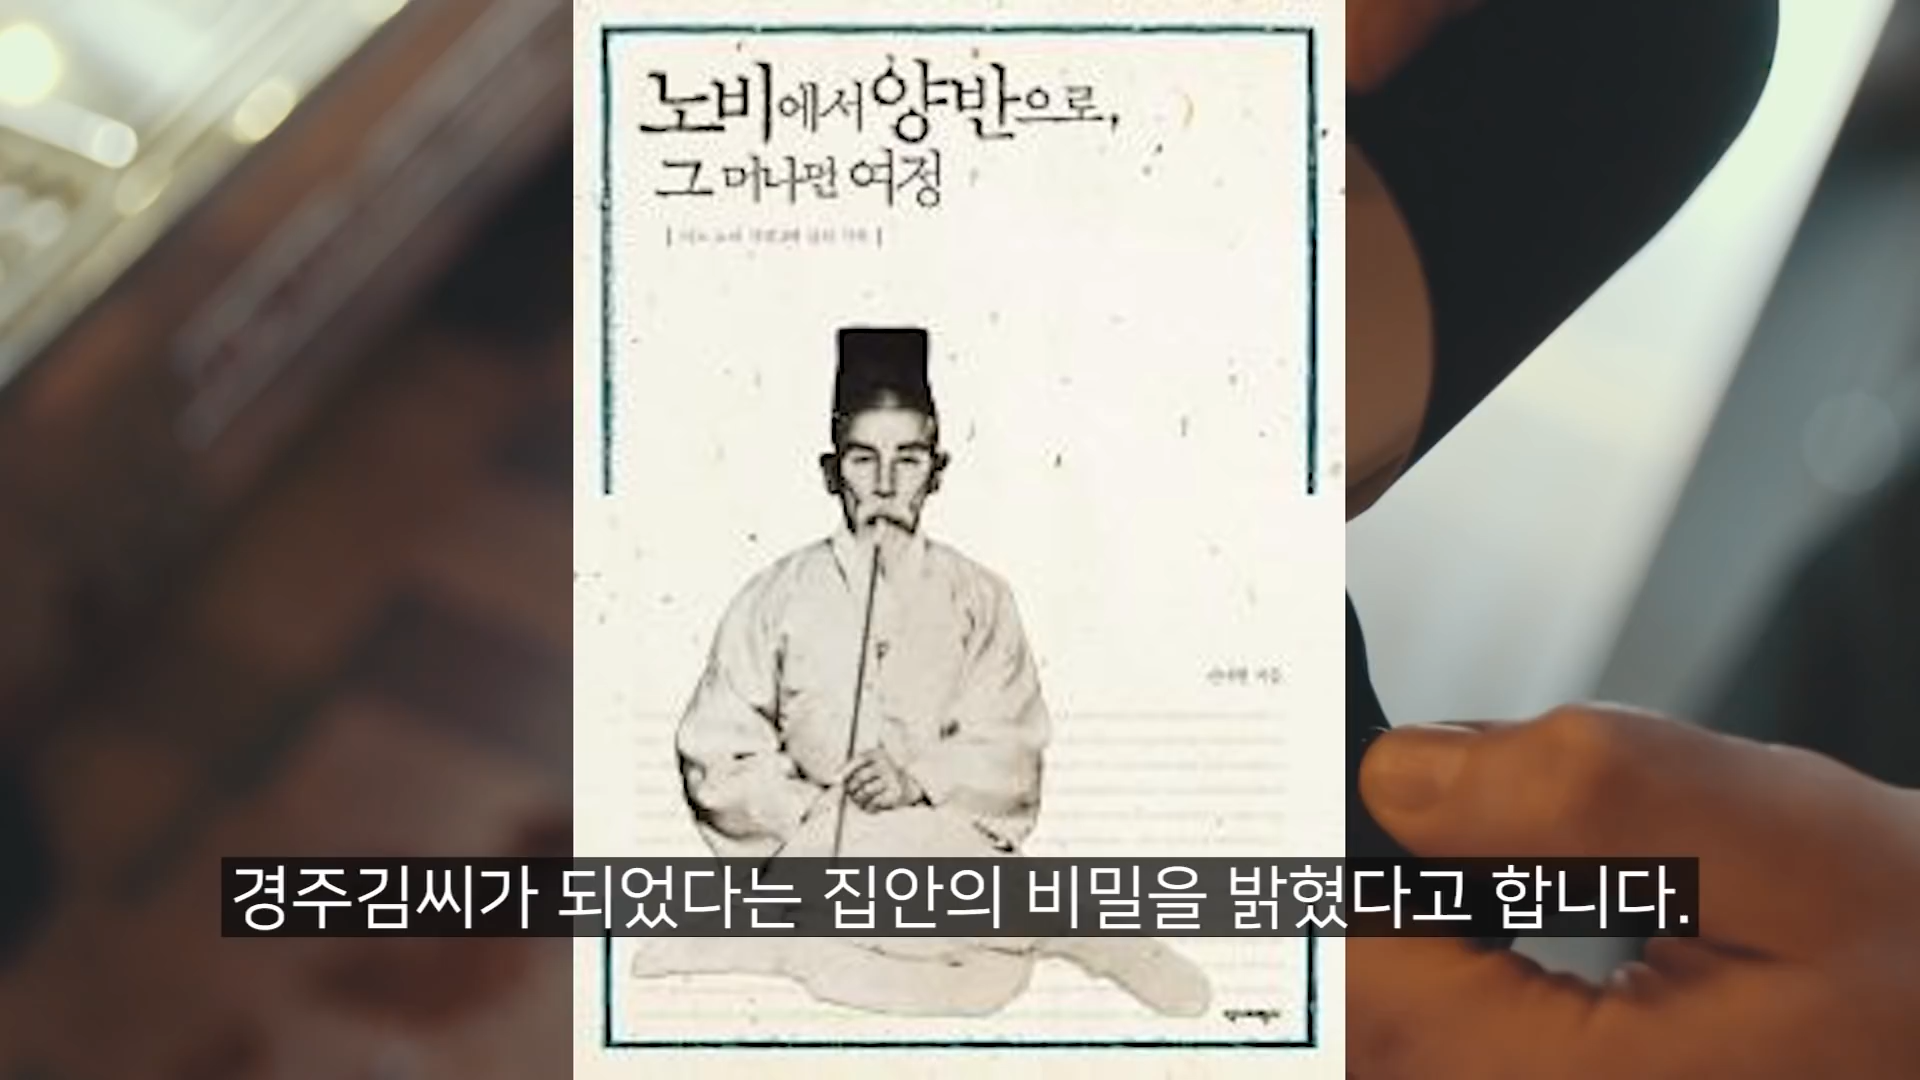 노비에서 양반으로,
그 머나먼 여정
경주김씨가 되었다는 집안의 비밀을 밝혔다고 합니다.